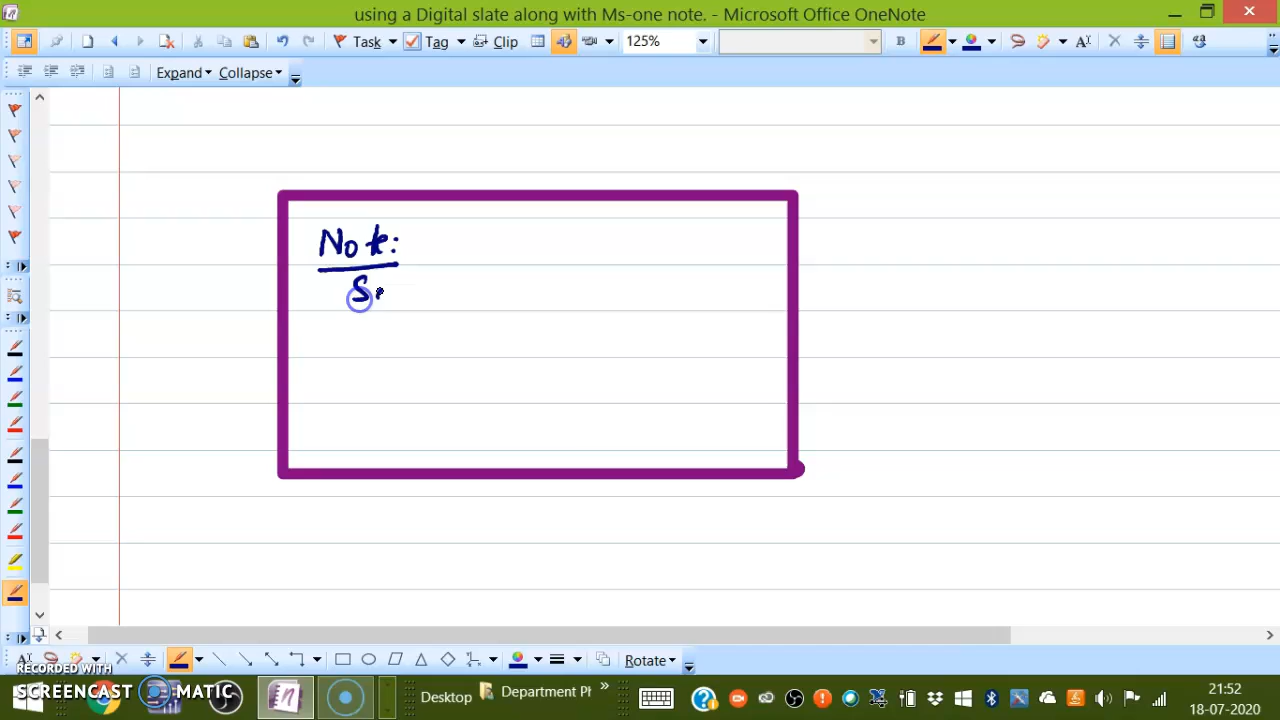 using a Digital slate along with Ms-one note. - Microsoft Office OneNote
Task Tag Clip 125% B
Expand Collapse
Note:
S
Rotate
RECORDED WITH
SCREENCAST MATIC
Desktop Department Ph »
21:52
18-07-2020